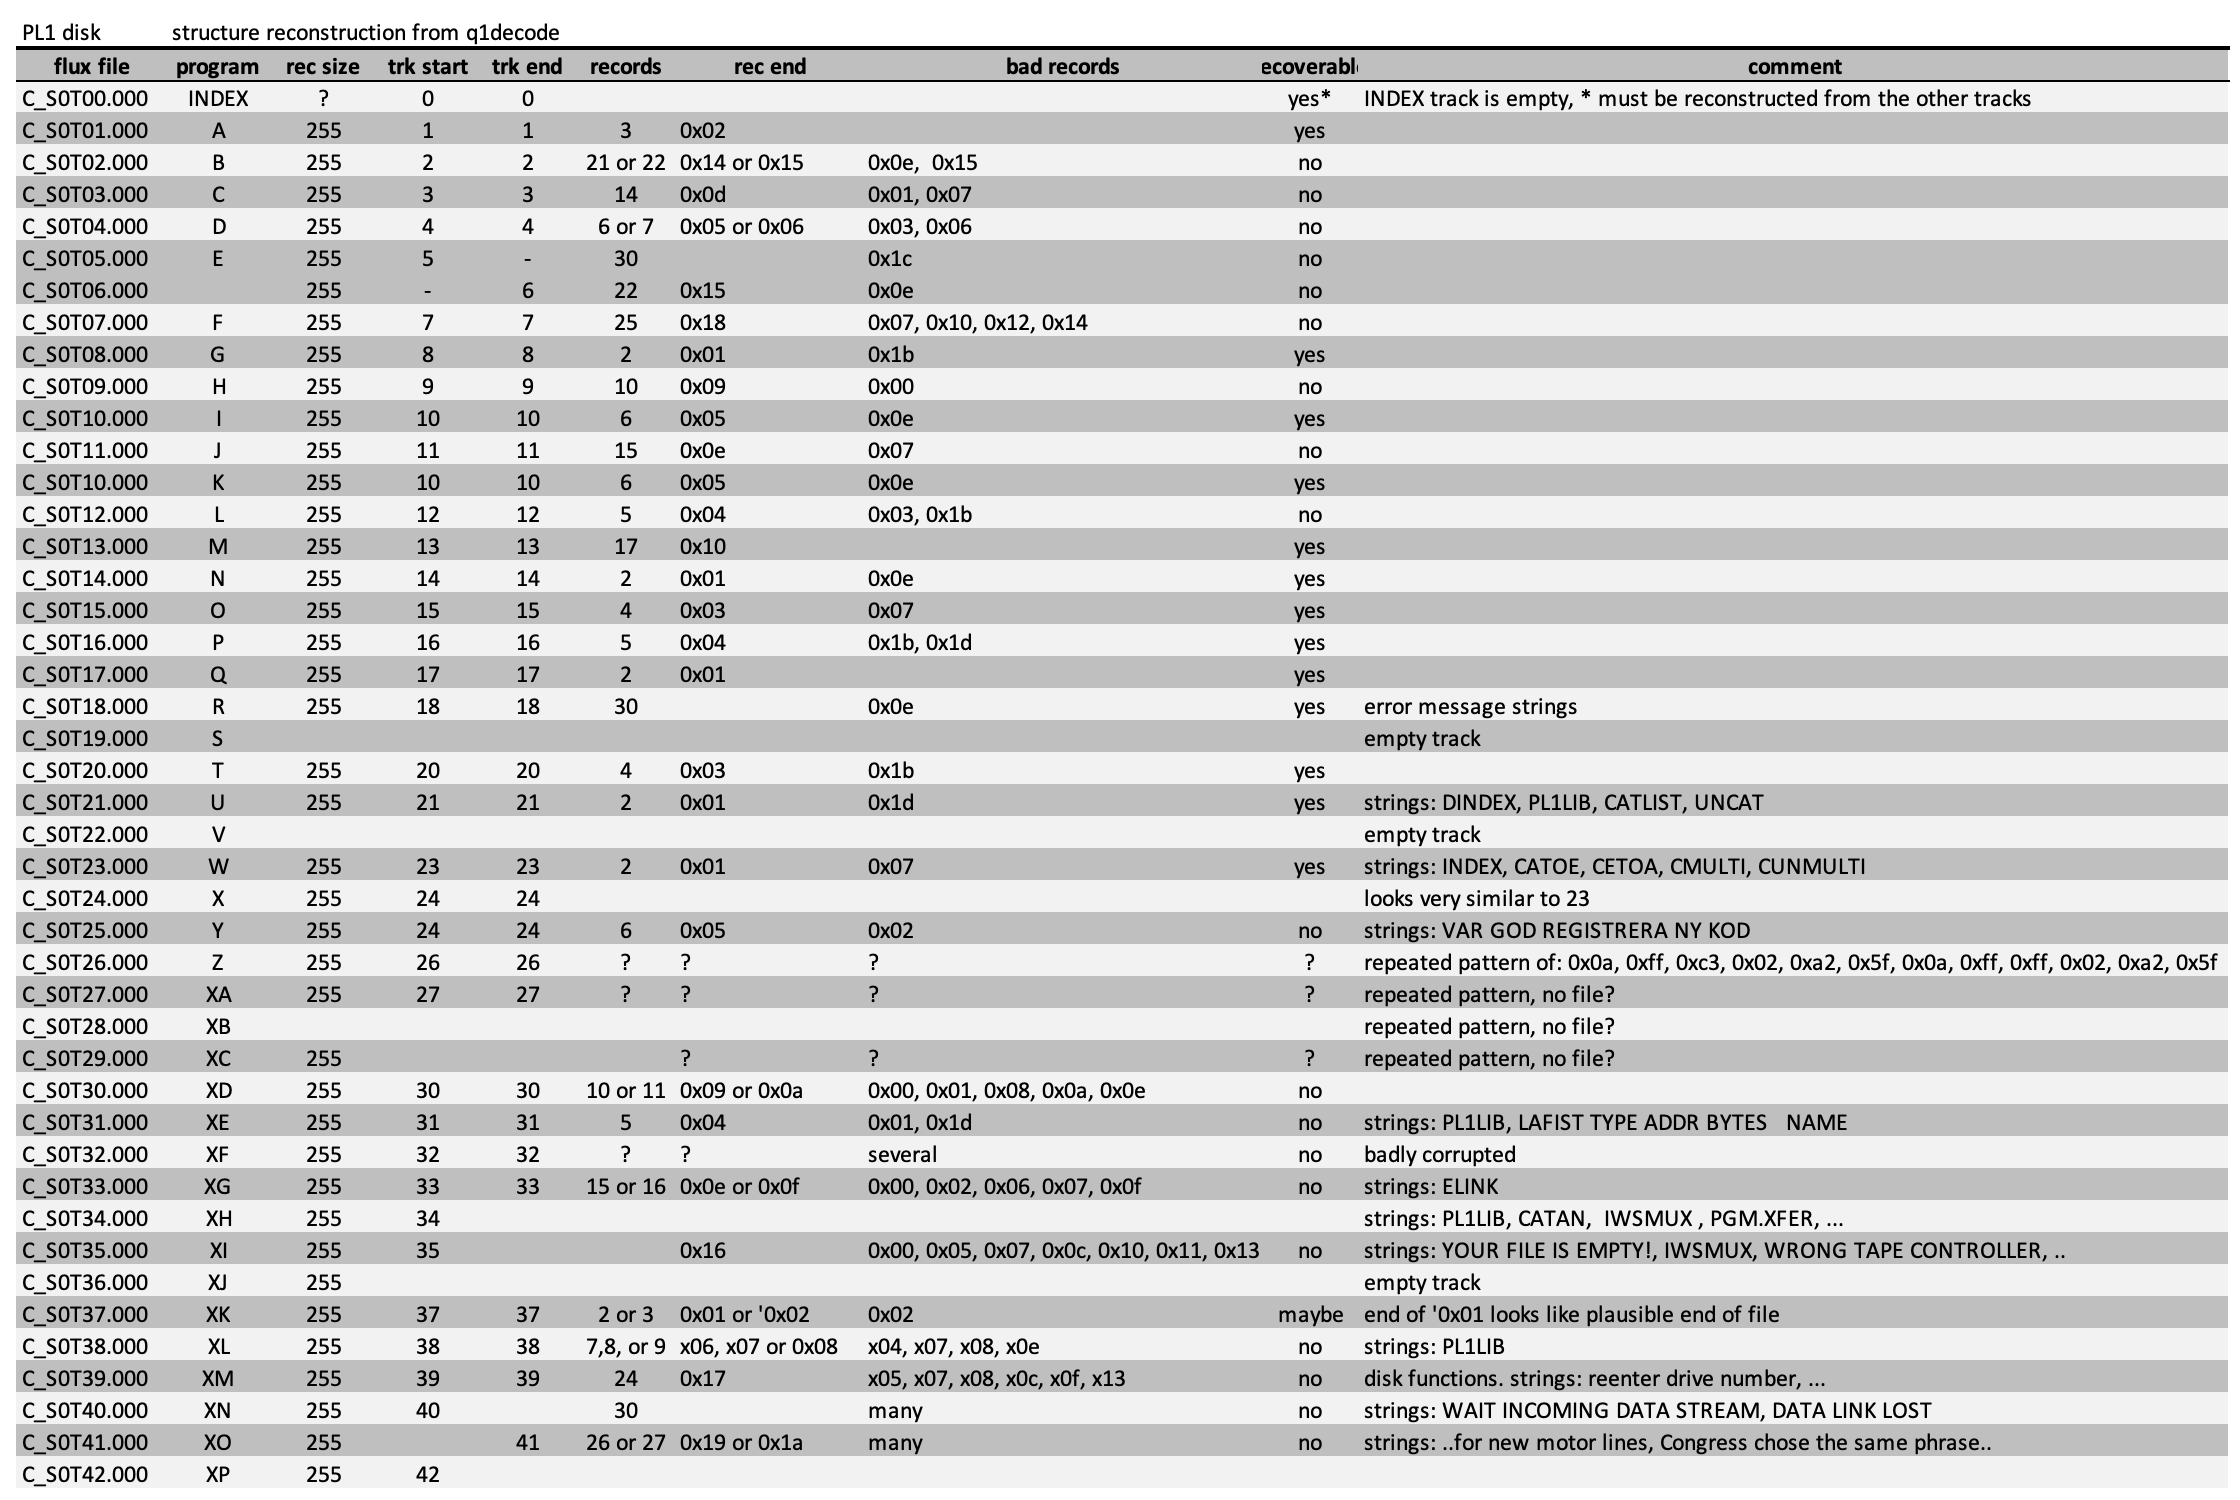 PL1 disk structure reconstruction from q1decode
flux file program rec size trk start trk end records rec end bad records ecoverabl comment
C_S0T00.000 INDEX ? 0 0 yes* INDEX track is empty, * must be reconstructed from the other tracks
C_S0T01.000 A 255 1 1 3 0x02 yes
C_S0T02.000 B 255 2 2 21 or 22 0x14 or 0x15 0x0e, 0x15 no
C_S0T03.000 C 255 3 3 14 0x0d 0x01, 0x07 no
C_S0T04.000 D 255 4 4 6 or 7 0x05 or 0x06 0x03, 0x06 no
C_S0T05.000 E 255 5 - 30 0x1c no
C_S0T06.000 255 - 6 22 0x15 0x0e no
C_S0T07.000 F 255 7 7 25 0x18 0x07, 0x10, 0x12, 0x14 no
C_S0T08.000 G 255 8 8 2 0x01 0x1b yes
C_S0T09.000 H 255 9 9 10 0x09 0x00 no
C_S0T10.000 I 255 10 10 6 0x05 0x0e yes
C_S0T11.000 J 255 11 11 15 0x0e 0x07 no
C_S0T10.000 K 255 10 10 6 0x05 0x0e yes
C_S0T12.000 L 255 12 12 5 0x04 0x03, 0x1b no
C_S0T13.000 M 255 13 13 17 0x10 yes
C_S0T14.000 N 255 14 14 2 0x01 0x0e yes
C_S0T15.000 O 255 15 15 4 0x03 0x07 yes
C_S0T16.000 P 255 16 16 5 0x04 0x1b, 0x1d yes
C_S0T17.000 Q 255 17 17 2 0x01 yes
C_S0T18.000 R 255 18 18 30 0x0e yes error message strings
C_S0T19.000 S empty track
C_S0T20.000 T 255 20 20 4 0x03 0x1b yes
C_S0T21.000 U 255 21 21 2 0x01 0x1d yes strings: DINDEX, PL1LIB, CATLIST, UNCAT
C_S0T22.000 V empty track
C_S0T23.000 W 255 23 23 2 0x01 0x07 yes strings: INDEX, CATOE, CETOA, CMULTI, CUNMULTI
C_S0T24.000 X 255 24 24 looks very similar to 23
C_S0T25.000 Y 255 24 24 6 0x05 0x02 no strings: VAR GOD REGISTRERA NY KOD
C_S0T26.000 Z 255 26 26 ? ? ? ? repeated pattern of: 0x0a, 0xff, 0xc3, 0x02, 0xa2, 0x5f, 0x0a, 0xff, 0xff, 0x02, 0xa2, 0x5f
C_S0T27.000 XA 255 27 27 ? ? ? ? repeated pattern, no file?
C_S0T28.000 XB repeated pattern, no file?
C_S0T29.000 XC 255 ? ? ? repeated pattern, no file?
C_S0T30.000 XD 255 30 30 10 or 11 0x09 or 0x0a 0x00, 0x01, 0x08, 0x0a, 0x0e no
C_S0T31.000 XE 255 31 31 5 0x04 0x01, 0x1d no strings: PL1LIB, LAFIST TYPE ADDR BYTES NAME
C_S0T32.000 XF 255 32 32 ? ? several no badly corrupted
C_S0T33.000 XG 255 33 33 15 or 16 0x0e or 0x0f 0x00, 0x02, 0x06, 0x07, 0x0f no strings: ELINK
C_S0T34.000 XH 255 34 strings: PL1LIB, CATAN, IWSMUX , PGM.XFER, ...
C_S0T35.000 XI 255 35 0x16 0x00, 0x05, 0x07, 0x0c, 0x10, 0x11, 0x13 no strings: YOUR FILE IS EMPTY!, IWSMUX, WRONG TAPE CONTROLLER, ..
C_S0T36.000 XJ 255 empty track
C_S0T37.000 XK 255 37 37 2 or 3 0x01 or '0x02 0x02 maybe end of '0x01 looks like plausible end of file
C_S0T38.000 XL 255 38 38 7,8, or 9 x06, x07 or 0x08 x04, x07, x08, x0e no strings: PL1LIB
C_S0T39.000 XM 255 39 39 24 0x17 x05, x07, x08, x0c, x0f, x13 no disk functions. strings: reenter drive number, ...
C_S0T40.000 XN 255 40 30 many no strings: WAIT INCOMING DATA STREAM, DATA LINK LOST
C_S0T41.000 XO 255 41 26 or 27 0x19 or 0x1a many no strings: ..for new motor lines, Congress chose the same phrase..
C_S0T42.000 XP 255 42